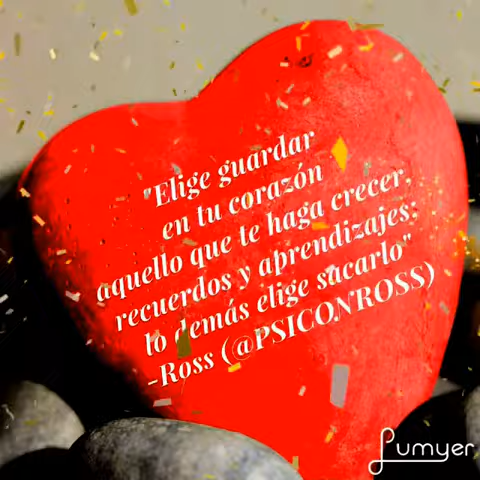 "Elige guardar
en tu corazón
aquello que te haga crecer,
recuerdos y aprendizajes;
lo demás elige sacarlo"
-Ross (@PSICONROSS)
Lumyer